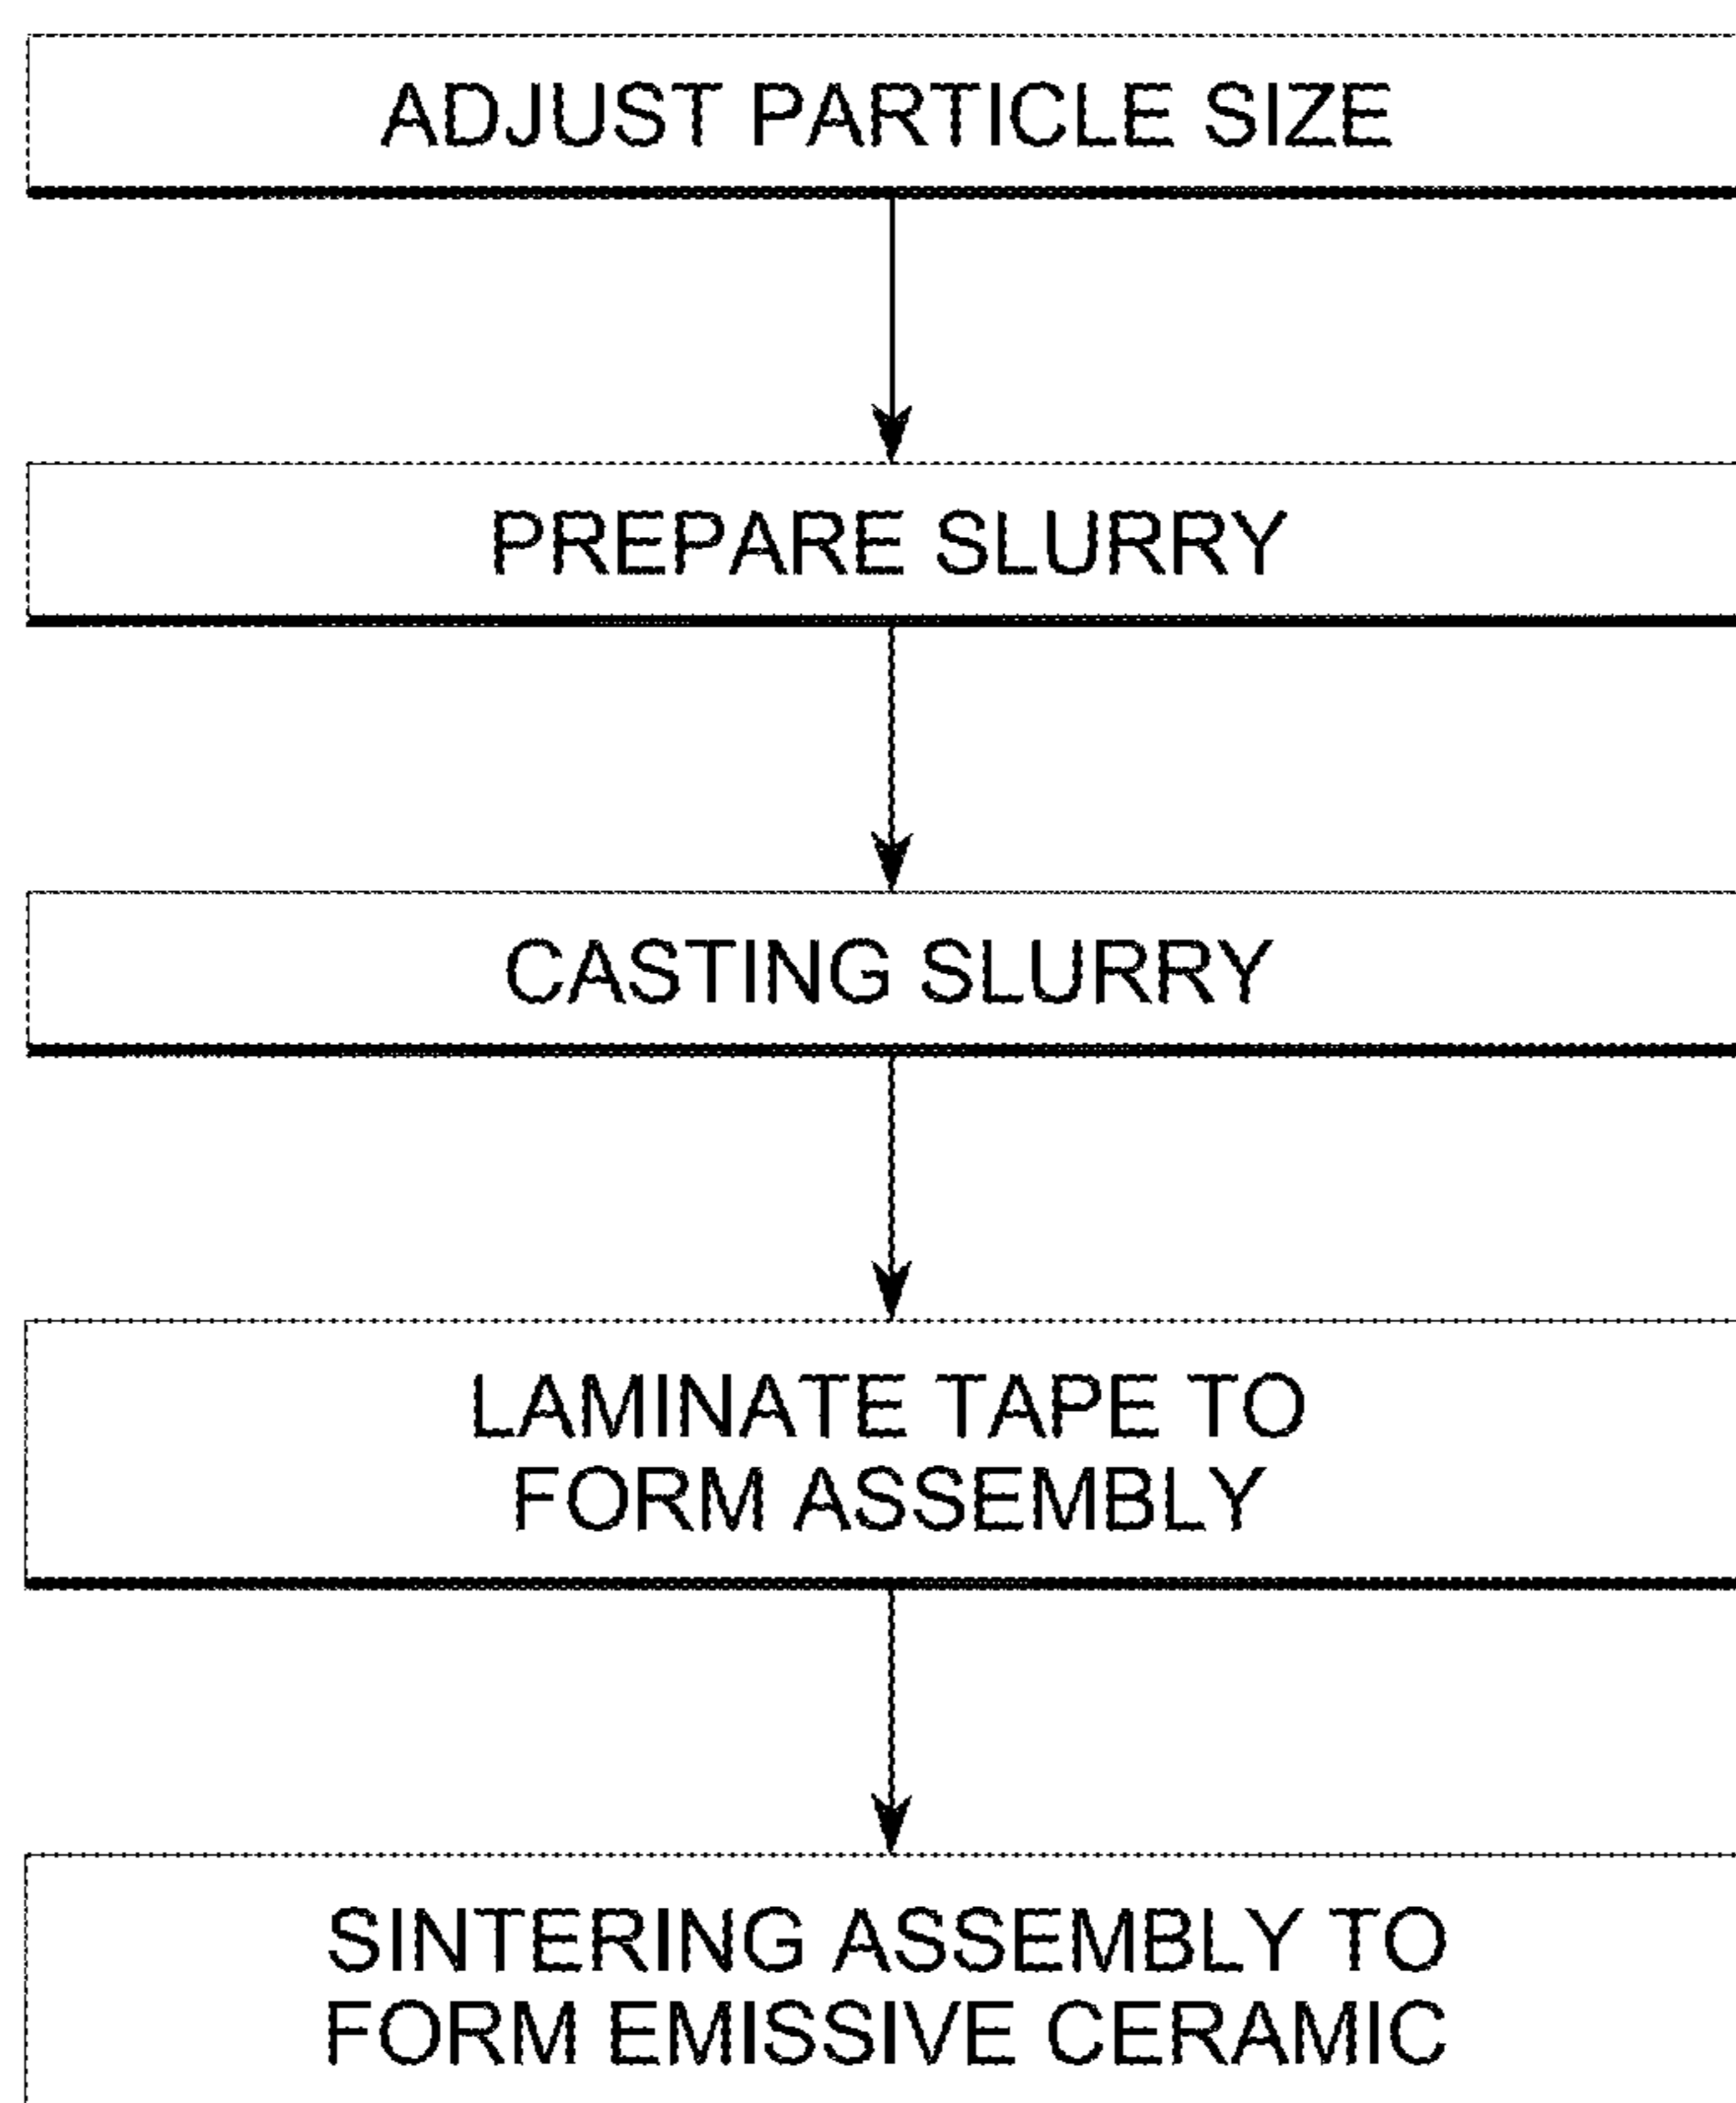 ADJUST PARTICLE SIZE
PREPARE SLURRY
CASTING SLURRY
LAMINATE TAPE TO
FORM ASSEMBLY
SINTERING ASSEMBLY TO
FORM EMISSIVE CERAMIC